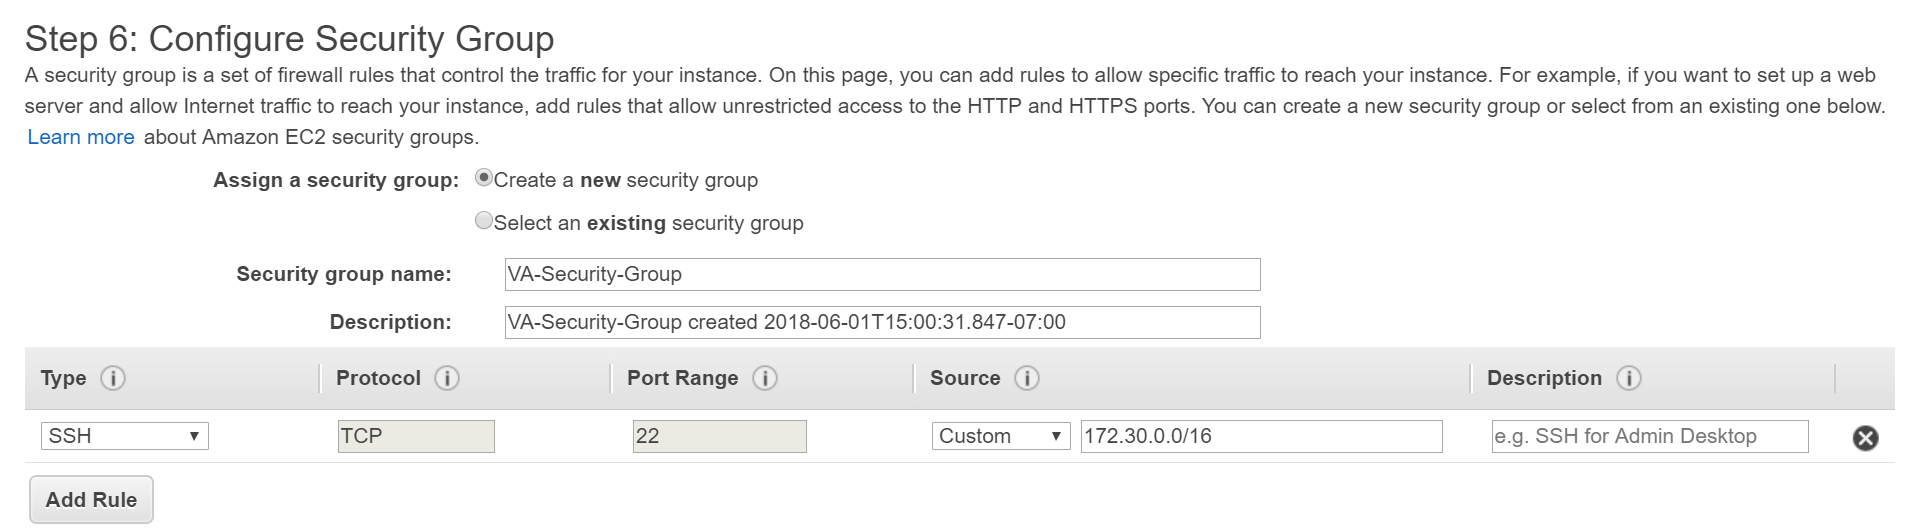 Step 6: Configure Security Group
A security group is a set of firewall rules that control the traffic for your instance. On this page, you can add rules to allow specific traffic to reach your instance. For example, if you want to set up a web
server and allow Internet traffic to reach your instance, add rules that allow unrestricted access to the HTTP and HTTPS ports. You can create a new security group or select from an existing one below.
Learn more about Amazon EC2 security groups.
Assign a security group: Create a new security group
Select an existing security group
Security group name: VA-Security-Group
Description: VA-Security-Group created 2018-06-01T15:00:31.847-07:00
Type Protocol Port Range Source Description
SSH TCP 22 Custom 172.30.0.0/16 e.g. SSH for Admin Desktop
Add Rule